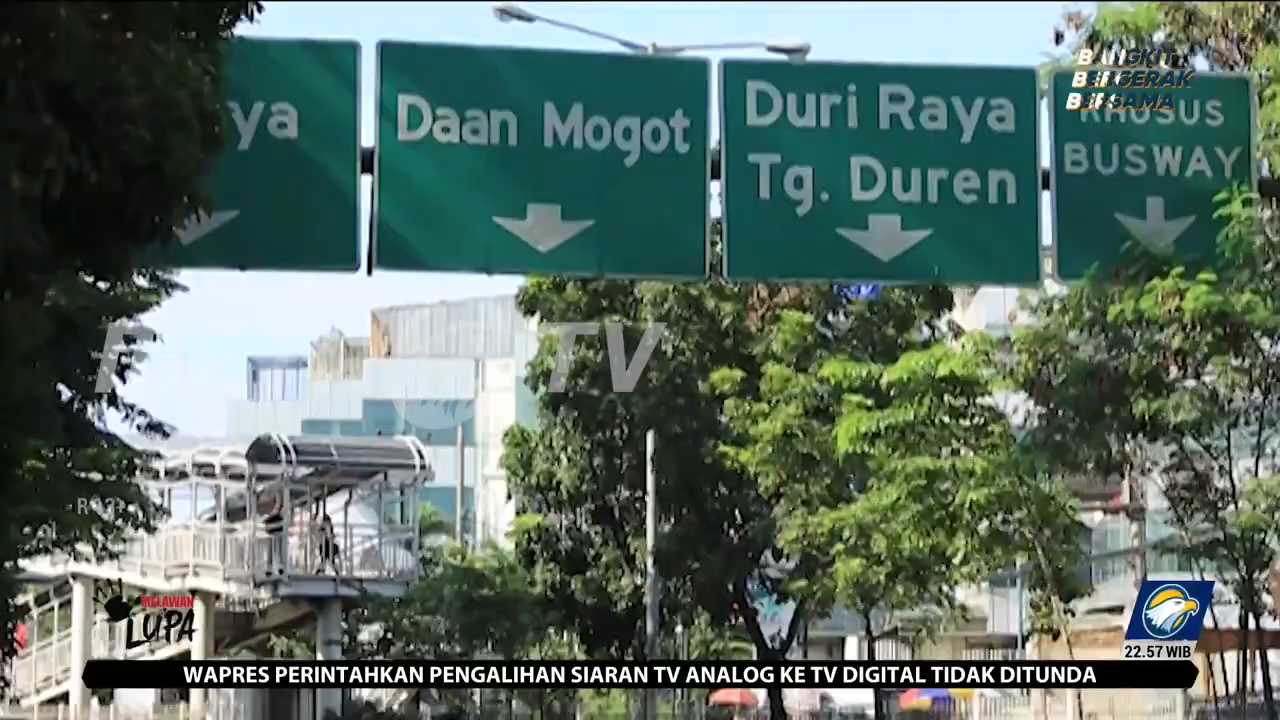 ya
Daan Mogot
Duri Raya
Tg. Duren
KHUSUS
BUSWAY
BANGKIT
BERGERAK
BERSAMA
TV
MELAWAN
LUPA
22.57 WIB
WAPRES PERINTAHKAN PENGALIHAN SIARAN TV ANALOG KE TV DIGITAL TIDAK DITUNDA